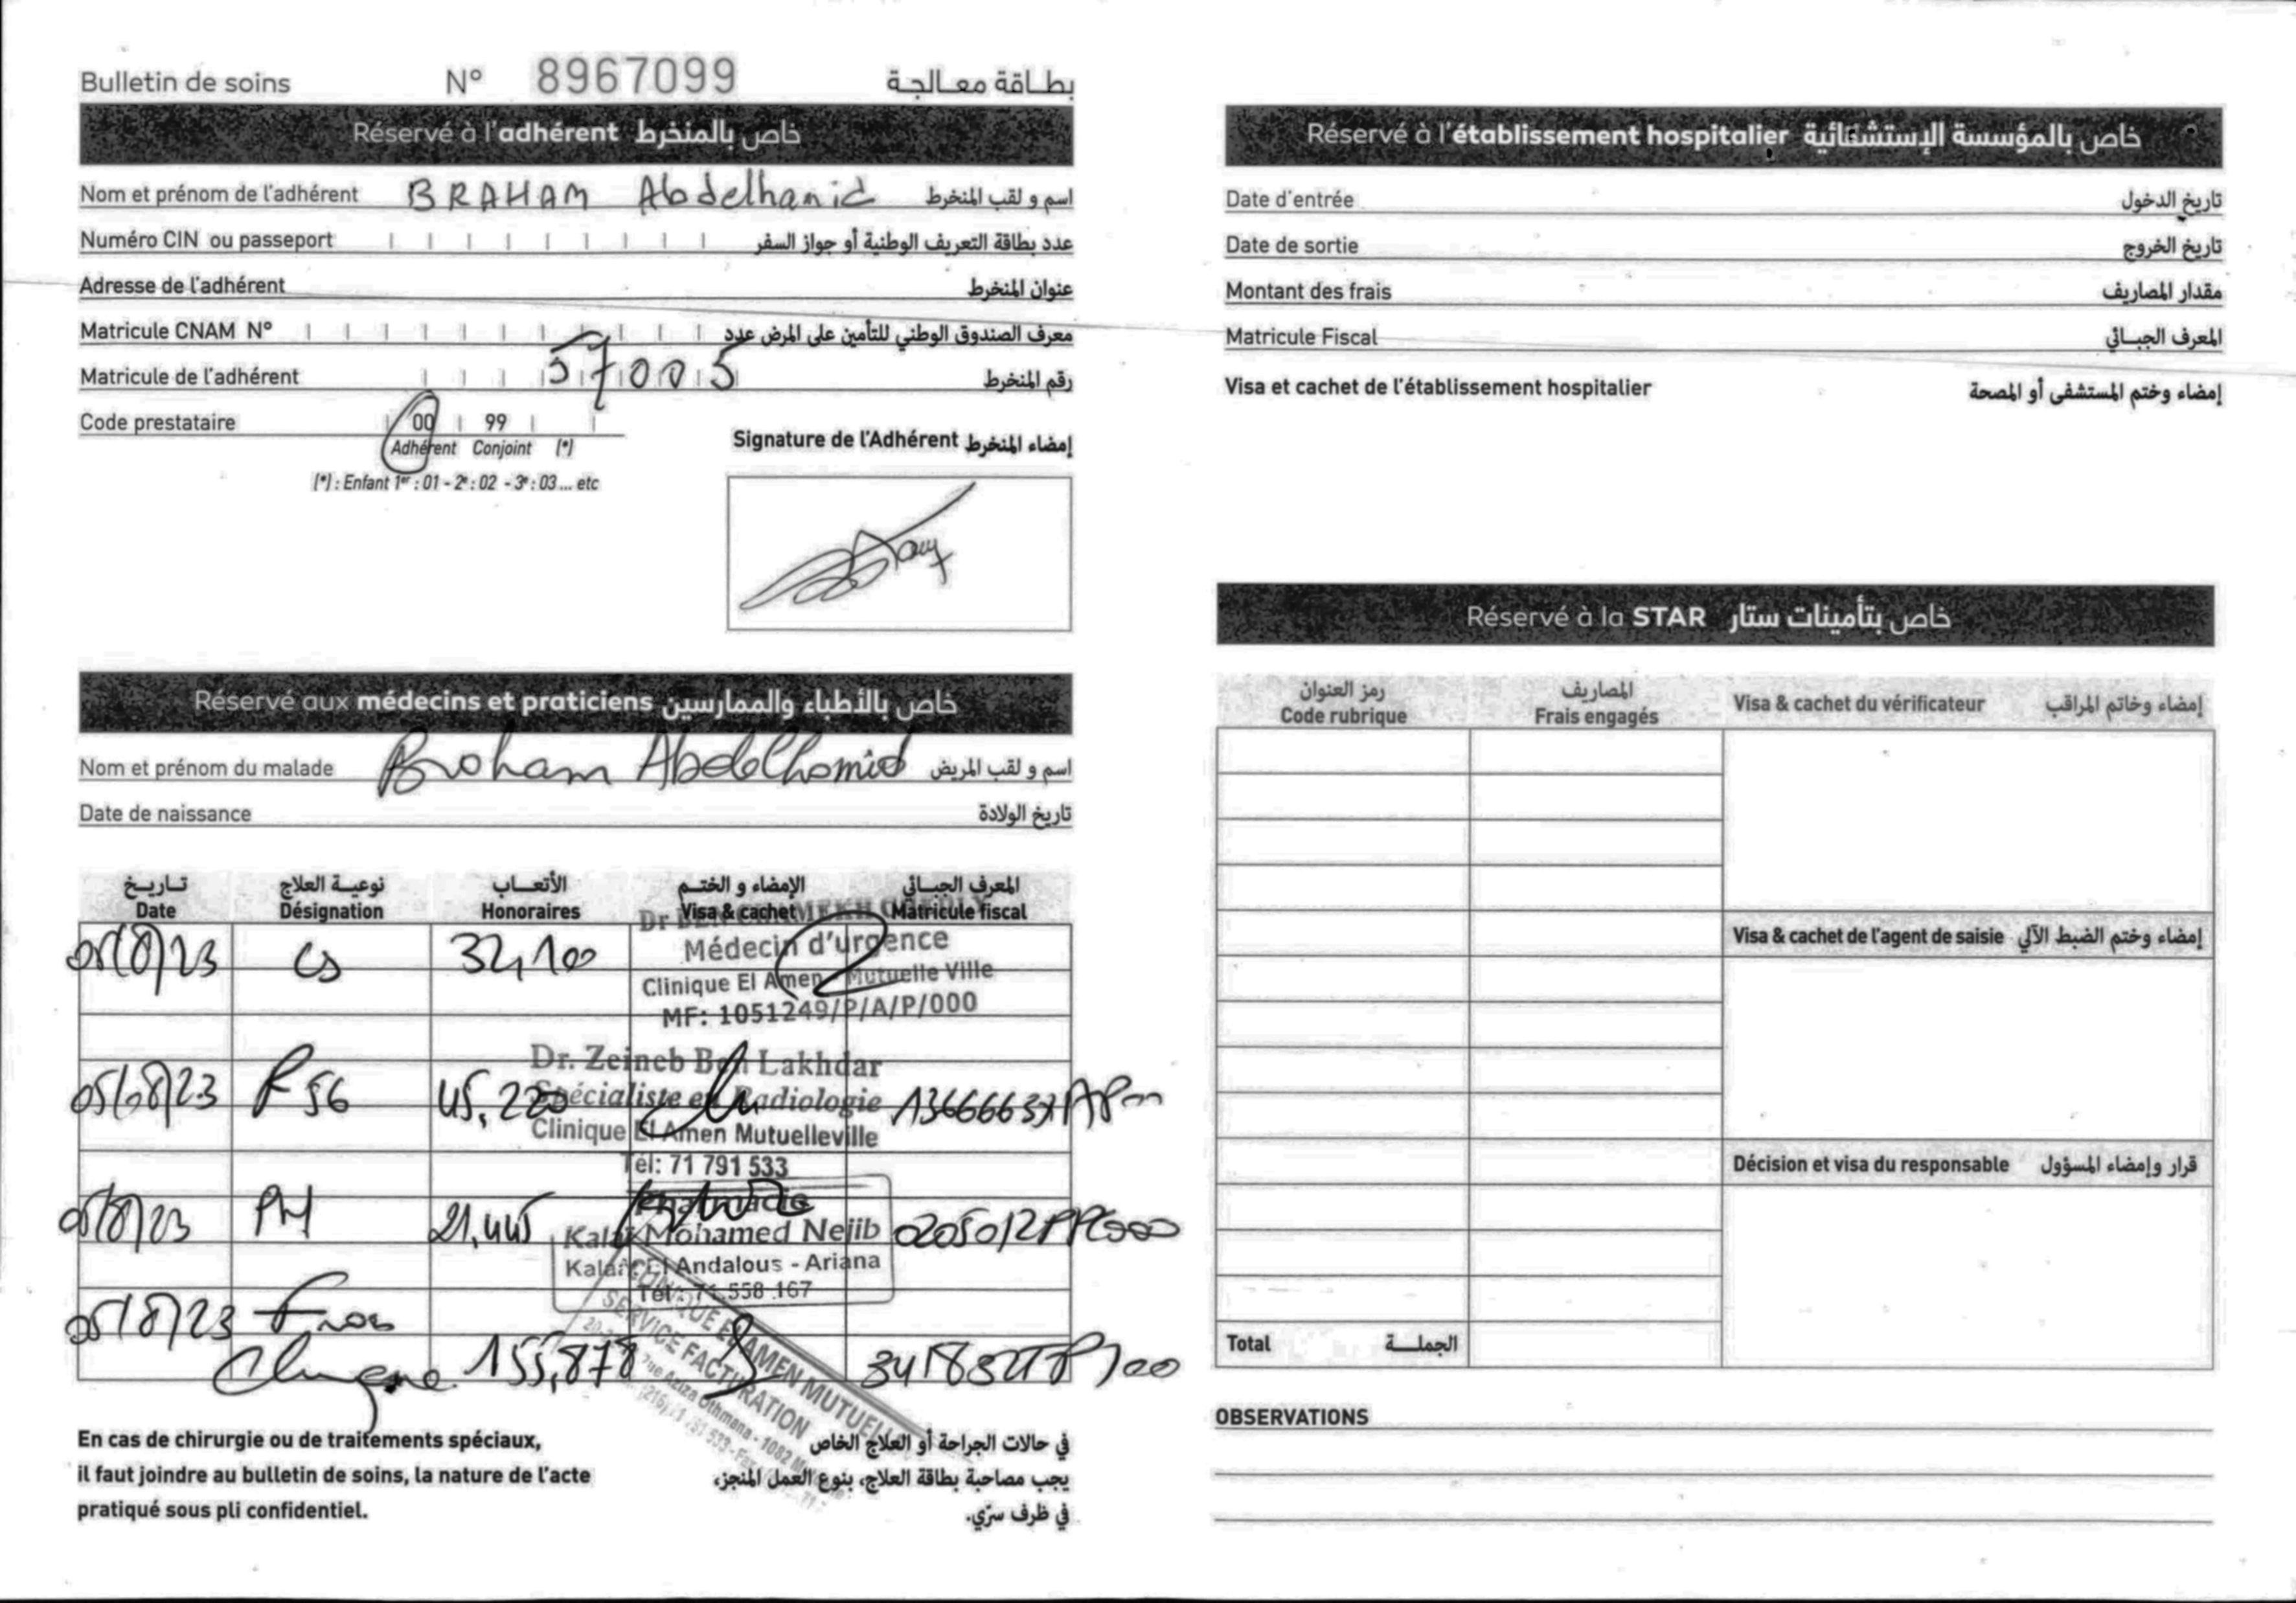 Bulletin de soins N° 8967099 بطاقة معالجة
Réservé à l'adhérent خاص بالمنخرط
Nom et prénom de l'adhérent BRAHAM Abdelhamid اسم و لقب المنخرط
Numéro CIN ou passeport عدد بطاقة التعريف الوطنية أو جواز السفر
Adresse de l'adhérent عنوان المنخرط
Matricule CNAM N° معرف الصندوق الوطني للتأمين على المرض عدد
Matricule de l'adhérent 57005 رقم المنخرط
Code prestataire 00 99
Adhérent Conjoint (*)
(*) : Enfant 1er : 01 - 2e : 02 - 3e : 03 ... etc
Signature de l'Adhérent إمضاء المنخرط
Réservé aux médecins et praticiens خاص بالأطباء والممارسين
Nom et prénom du malade Braham Abdelhamid اسم و لقب المريض
Date de naissance تاريخ الولادة
تاريخ نوعية العلاج الأتعاب الإمضاء و الختم المعرف الجبائي
Date Désignation Honoraires Visa & cachet Matricule fiscal
05/8/23 Cs 32,100
Médecin d'urgence
Clinique El Amen Mutuelle Ville
MF: 1051249/P/A/P/000
Dr. Zeineb Ben Lakhdar
05/08/23 R56 45,220 Spécialiste en Radiologie
Clinique El Amen Mutuelleville
Tél: 71 791 533
Pharmacie
05/8/23 PH 21,445 Kalai Mohamed Nejib
Kalâat El Andalous - Ariana
Tél : 71 558 167
05/8/23 Frais
Clinique 155,878
CLINIQUE EL AMEN MUTUELLE
SERVICE FACTURATION
Rue Aziza Othmana - 1082
En cas de chirurgie ou de traitements spéciaux,
il faut joindre au bulletin de soins, la nature de l'acte
pratiqué sous pli confidentiel.
في حالات الجراحة أو العلاج الخاص
يجب مصاحبة بطاقة العلاج، بنوع العمل المنجز،
في ظرف سرّي.
Réservé à l'établissement hospitalier خاص بالمؤسسة الإستشفائية
Date d'entrée تاريخ الدخول
Date de sortie تاريخ الخروج
Montant des frais مقدار المصاريف
Matricule Fiscal المعرف الجبائي
Visa et cachet de l'établissement hospitalier إمضاء وختم المستشفى أو المصحة
Réservé à la STAR خاص بتأمينات ستار
رمز العنوان المصاريف
Code rubrique Frais engagés Visa & cachet du vérificateur إمضاء وخاتم المراقب
Visa & cachet de l'agent de saisie إمضاء وختم الضبط الآلي
Décision et visa du responsable قرار وإمضاء المسؤول
Total الجملة
OBSERVATIONS